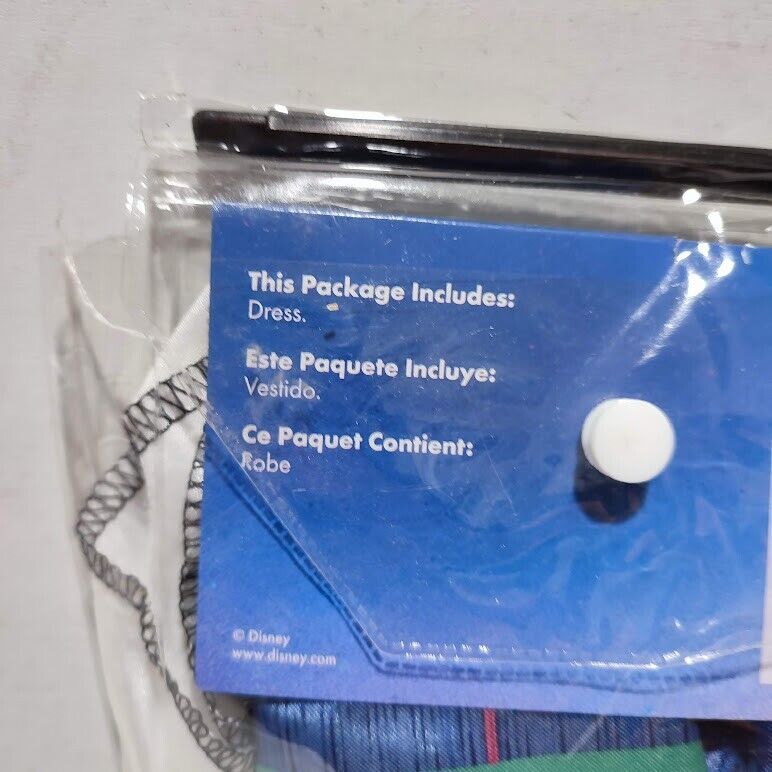 This Package Includes:
Dress.
Este Paquete Incluye:
Vestido.
Ce Paquet Contient:
Robe
© Disney
www.disney.com